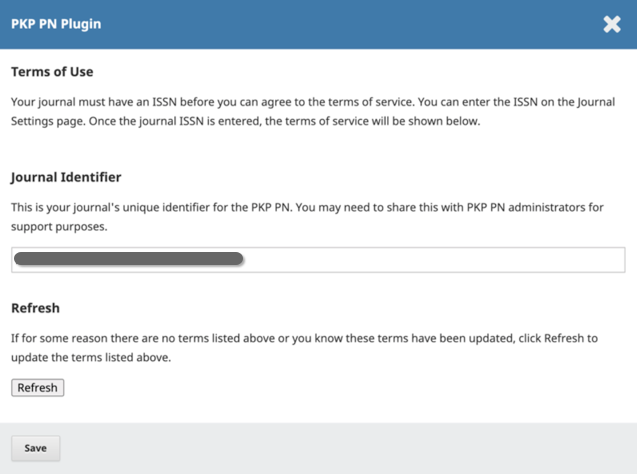 PKP PN Plugin
Terms of Use
Your journal must have an ISSN before you can agree to the terms of service. You can enter the ISSN on the Journal
Settings page. Once the journal ISSN is entered, the terms of service will be shown below.
Journal Identifier
This is your journal's unique identifier for the PKP PN. You may need to share this with PKP PN administrators for
support purposes.
Refresh
If for some reason there are no terms listed above or you know these terms have been updated, click Refresh to
update the terms listed above.
Refresh
Save